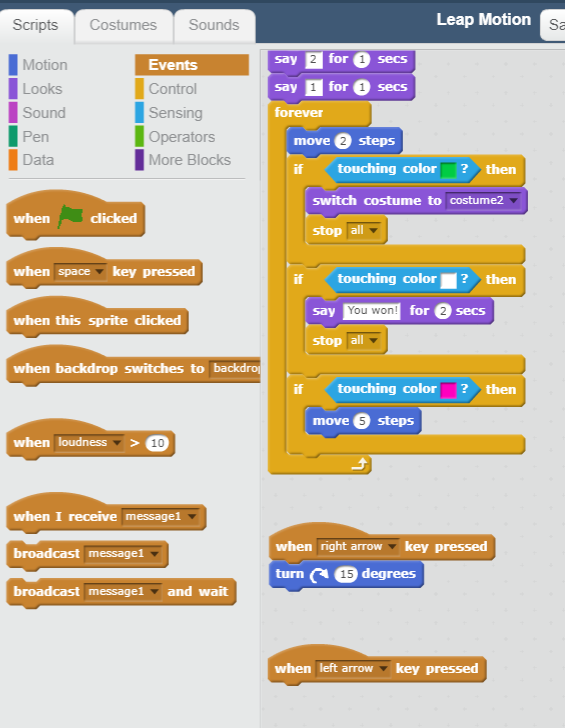 Leap Motion
Sa
Scripts
Costumes
Sounds
Motion
Looks
Sound
Pen
Data
Events
Control
Sensing
Operators
More Blocks
when clicked
when space key pressed
when this sprite clicked
when backdrop switches to backdrop
when loudness > 10
when I receive message1
broadcast message1
broadcast message1 and wait
say 2 for 1 secs
say 1 for 1 secs
forever
move 2 steps
if touching color ? then
switch costume to costume2
stop all
if touching color ? then
say You won! for 2 secs
stop all
if touching color ? then
move 5 steps
when right arrow key pressed
turn 15 degrees
when left arrow key pressed